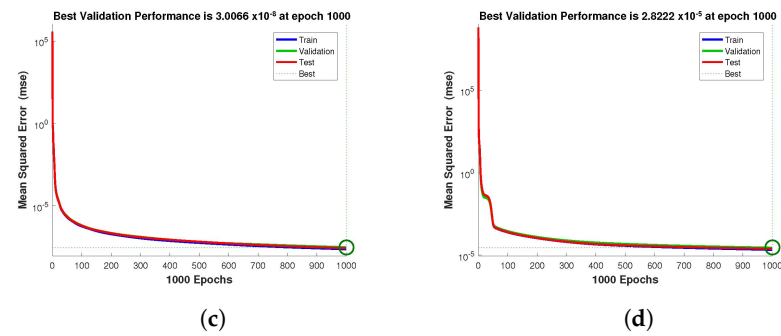 Best Validation Performance is 3.0066 x10⁻⁸ at epoch 1000
10⁵
10⁰
10⁻⁵
Mean Squared Error (mse)
Train
Validation
Test
Best
0 100 200 300 400 500 600 700 800 900 1000
1000 Epochs
(c)
Best Validation Performance is 2.8222 x10⁻⁵ at epoch 1000
10⁵
10⁰
10⁻⁵
Mean Squared Error (mse)
Train
Validation
Test
Best
0 100 200 300 400 500 600 700 800 900 1000
1000 Epochs
(d)